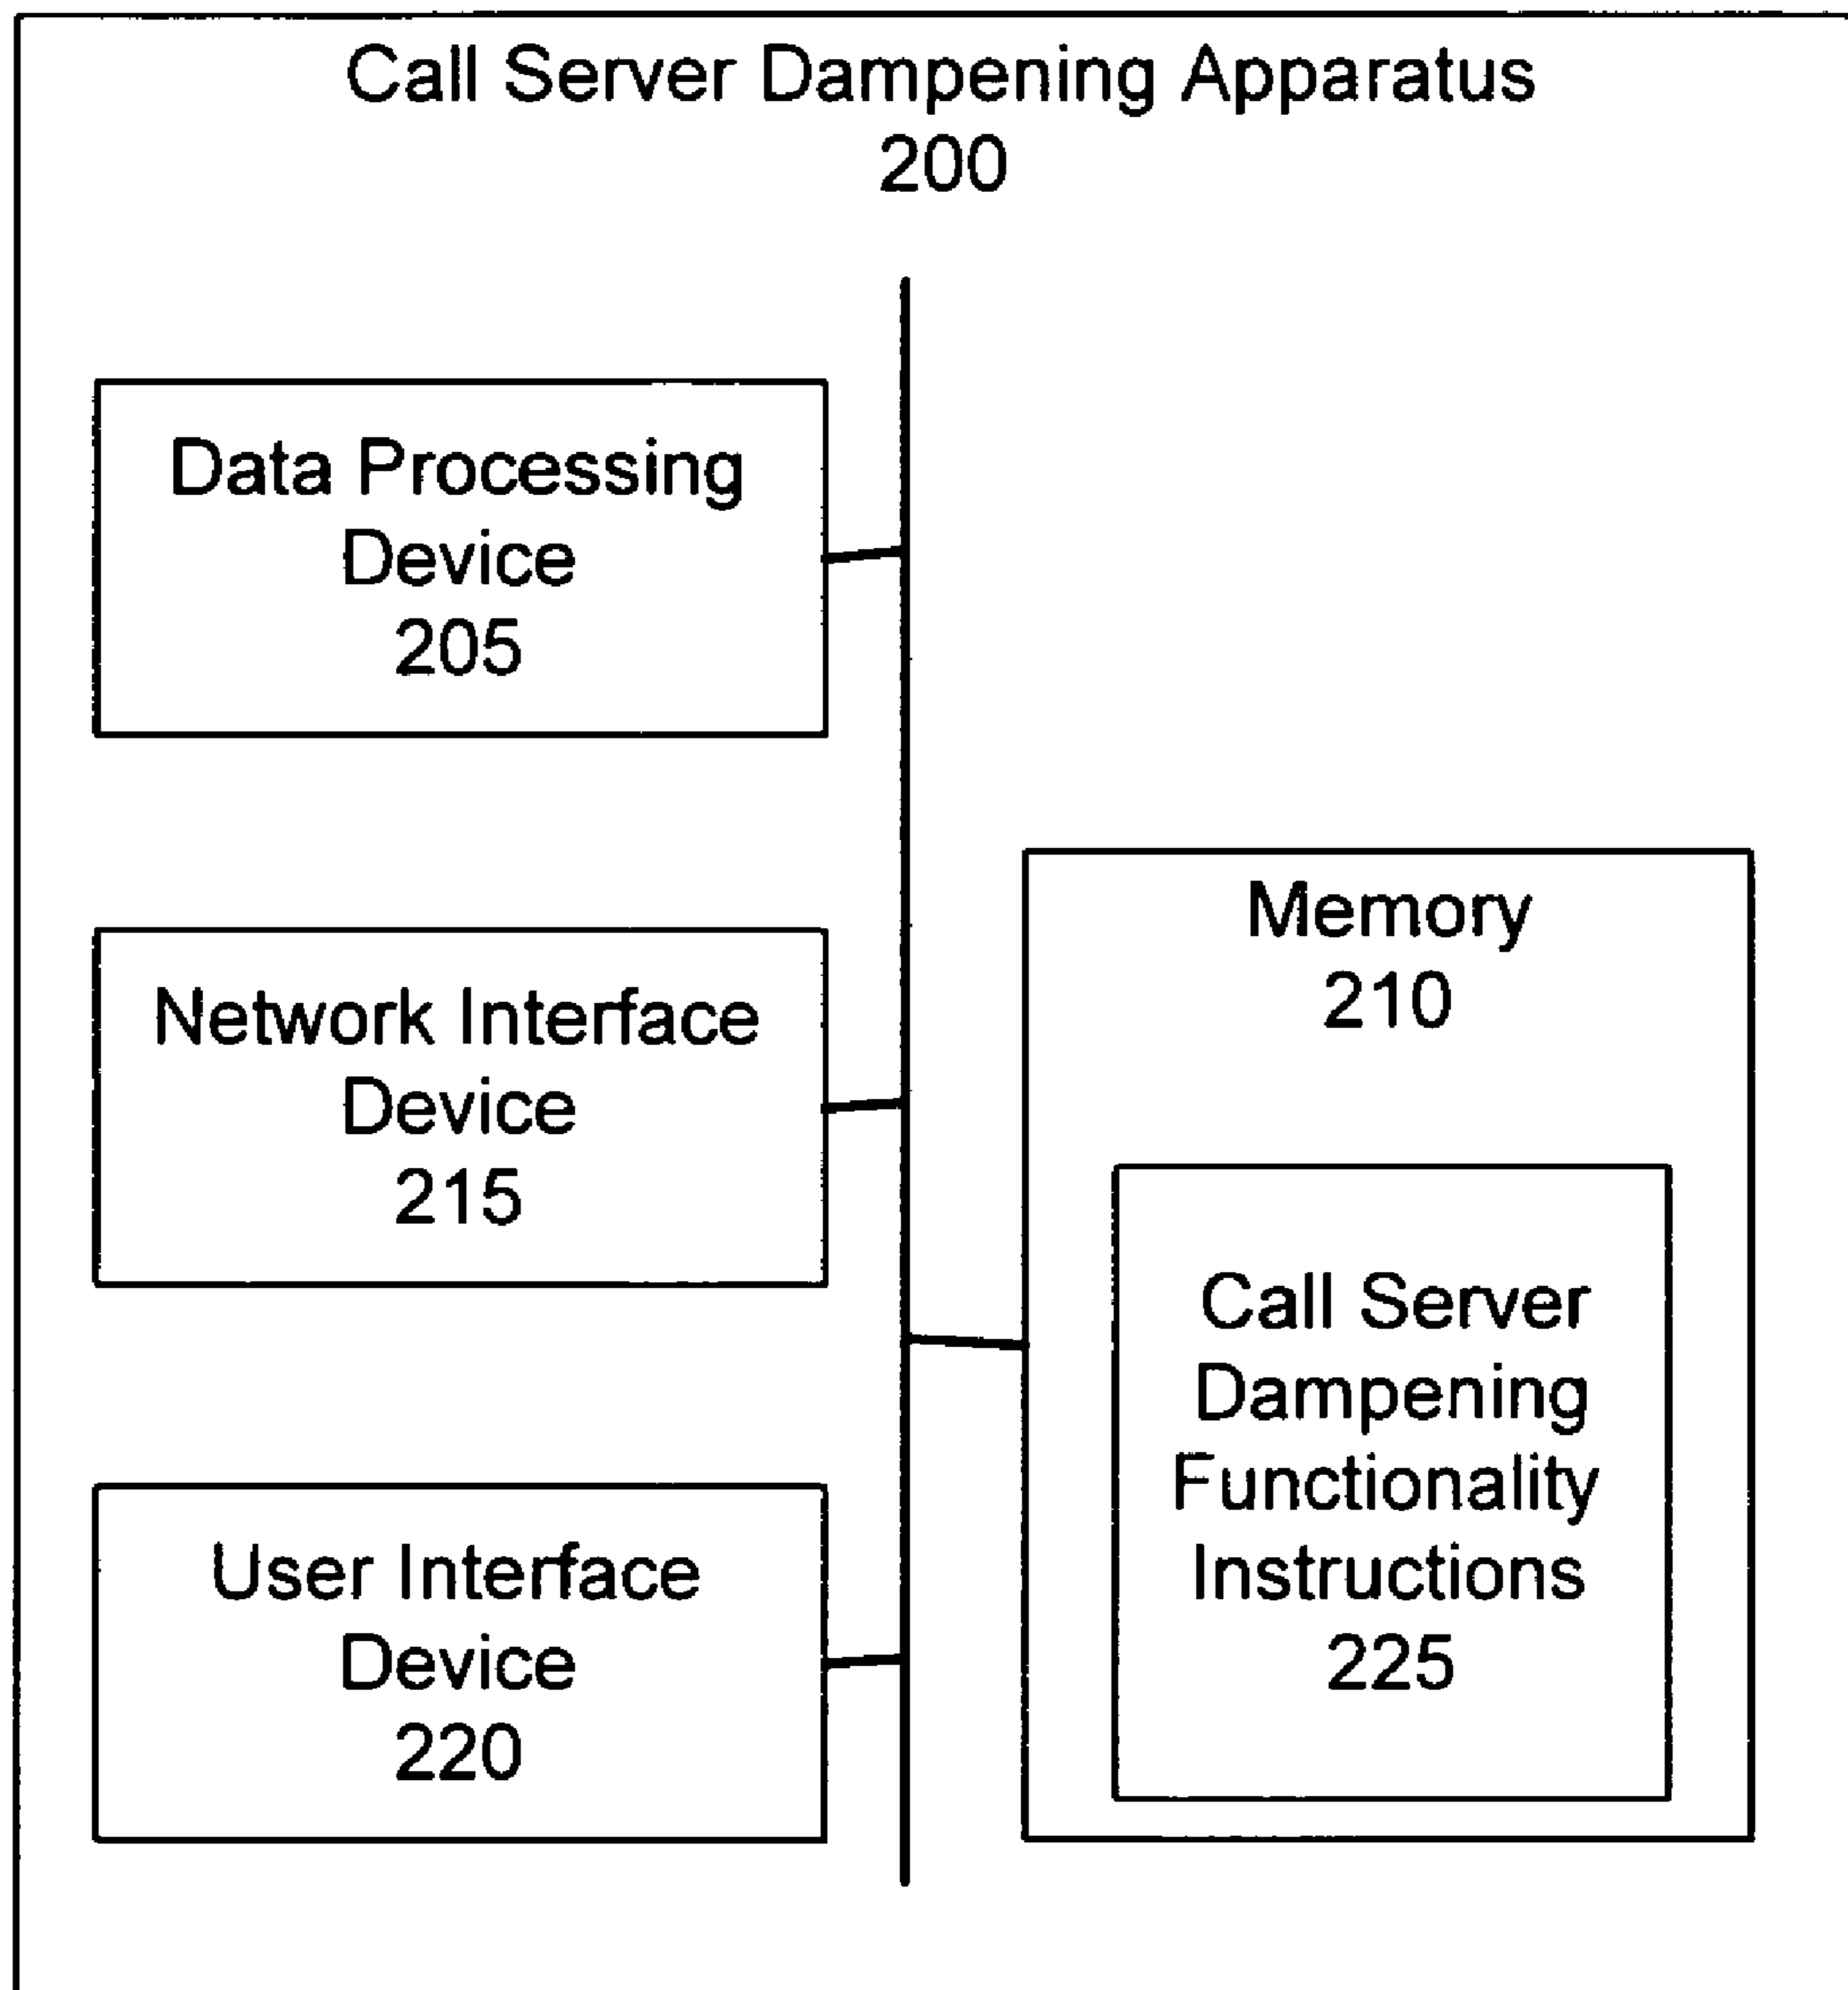 Call Server Dampening Apparatus
200
Data Processing
Device
205
Network Interface
Device
215
User Interface
Device
220
Memory
210
Call Server
Dampening
Functionality
Instructions
225